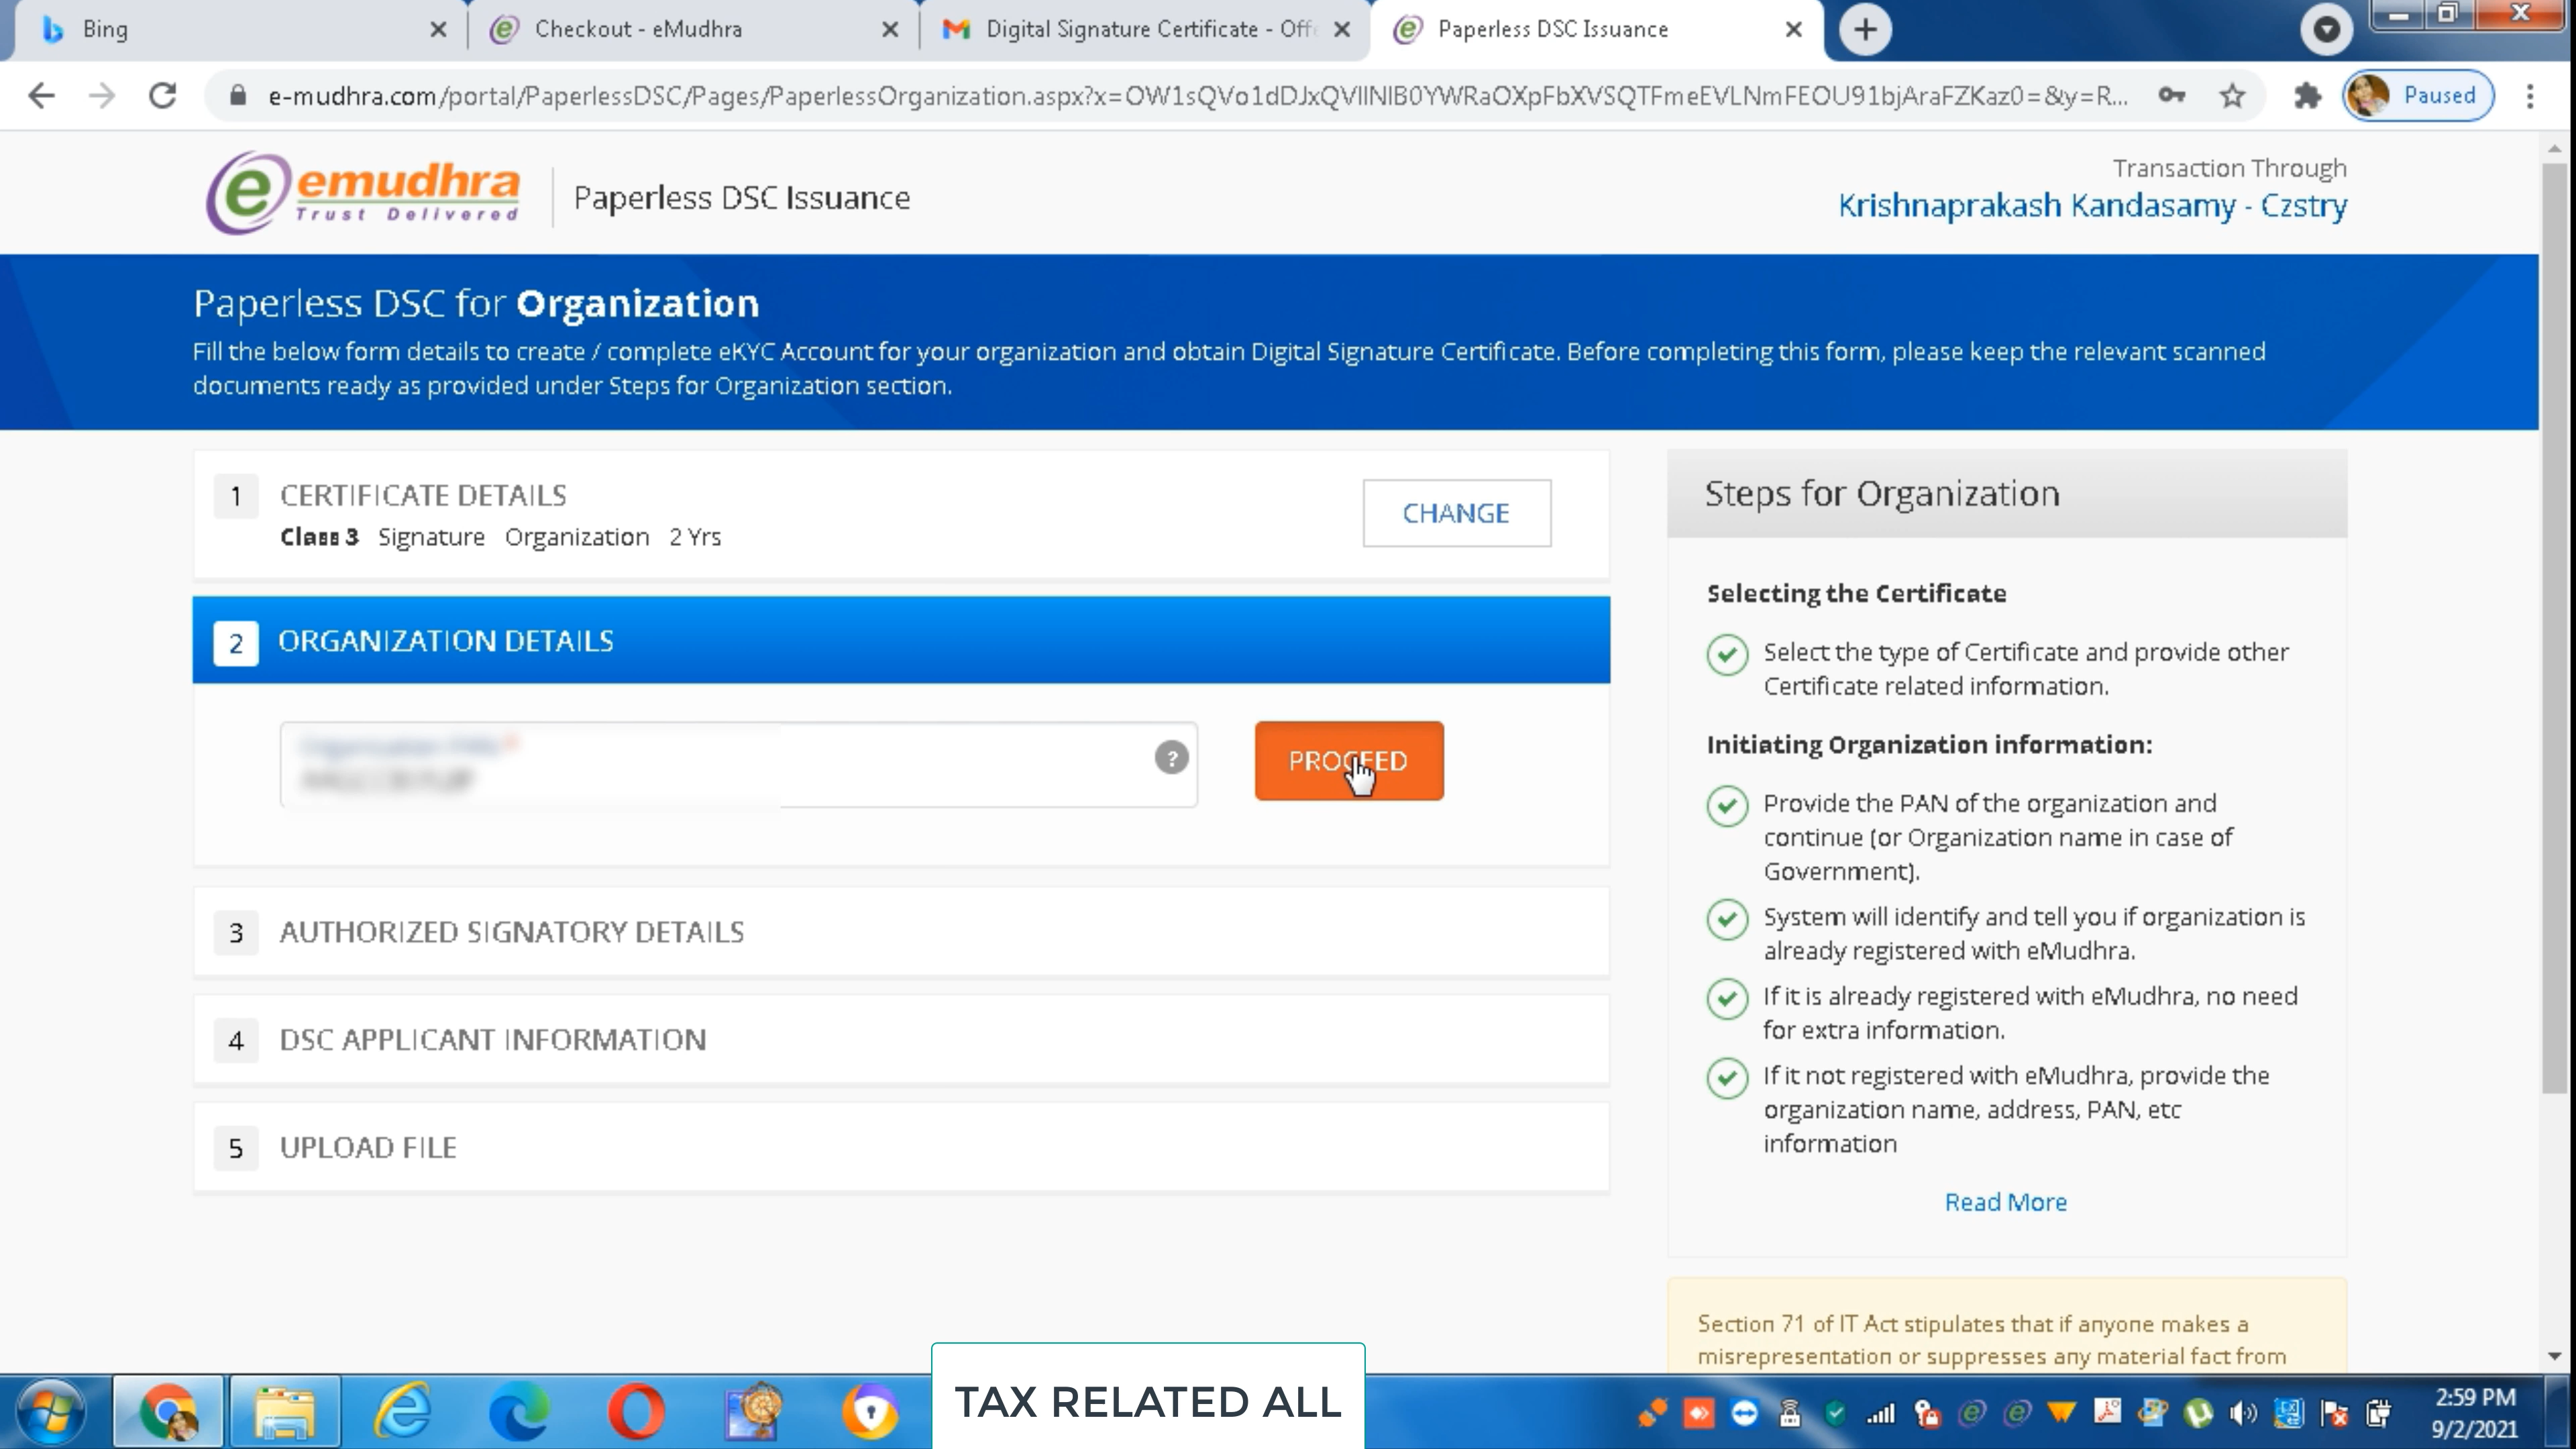 Bing
Checkout - eMudhra
Digital Signature Certificate - Off
Paperless DSC Issuance
e-mudhra.com/portal/PaperlessDSC/Pages/PaperlessOrganization.aspx?x=OW1sQVo1dDJxQVllNlB0YWRaOXpFbXVSQTFmeEVLNmFEOU91bjAraFZKaz0=&y=R...
Paused
emudhra
Trust Delivered
Paperless DSC Issuance
Transaction Through
Krishnaprakash Kandasamy - Czstry
Paperless DSC for Organization
Fill the below form details to create / complete eKYC Account for your organization and obtain Digital Signature Certificate. Before completing this form, please keep the relevant scanned
documents ready as provided under Steps for Organization section.
1 CERTIFICATE DETAILS
Class 3 Signature Organization 2 Yrs
CHANGE
2 ORGANIZATION DETAILS
?
PROCEED
3 AUTHORIZED SIGNATORY DETAILS
4 DSC APPLICANT INFORMATION
5 UPLOAD FILE
Steps for Organization
Selecting the Certificate
Select the type of Certificate and provide other
Certificate related information.
Initiating Organization information:
Provide the PAN of the organization and
continue (or Organization name in case of
Government).
System will identify and tell you if organization is
already registered with eMudhra.
If it is already registered with eMudhra, no need
for extra information.
If it not registered with eMudhra, provide the
organization name, address, PAN, etc
information
Read More
Section 71 of IT Act stipulates that if anyone makes a
misrepresentation or suppresses any material fact from
TAX RELATED ALL
2:59 PM
9/2/2021